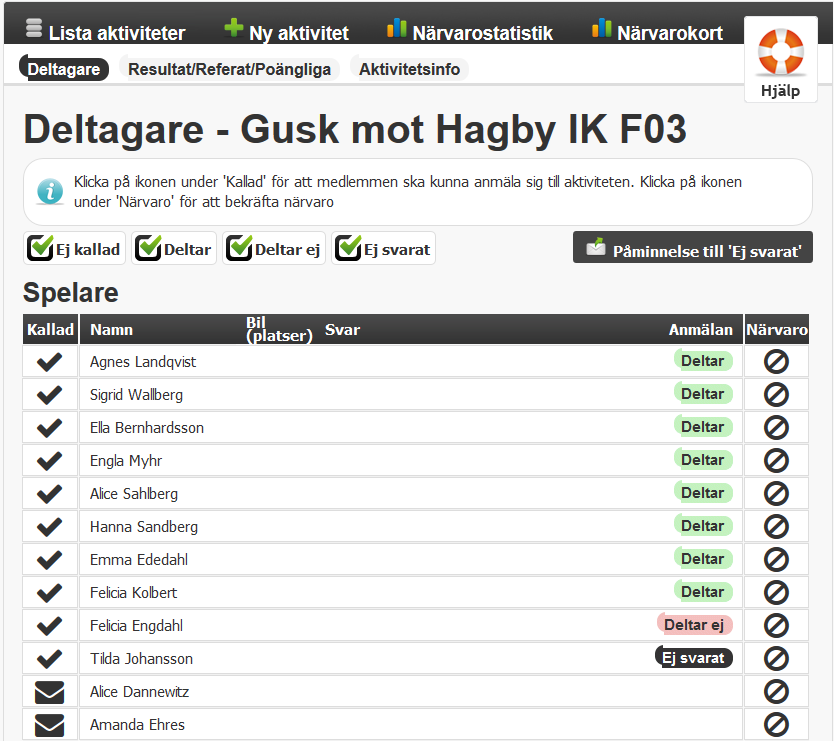 Lista aktiviteter Ny aktivitet Närvarostatistik Närvarokort
Hjälp
Deltagare Resultat/Referat/Poängliga Aktivitetsinfo
Deltagare - Gusk mot Hagby IK F03
Klicka på ikonen under 'Kallad' för att medlemmen ska kunna anmäla sig till aktiviteten. Klicka på ikonen
under 'Närvaro' för att bekräfta närvaro
Ej kallad Deltar Deltar ej Ej svarat Påminnelse till 'Ej svarat'
Spelare
Kallad Namn Bil (platser) Svar Anmälan Närvaro
Agnes Landqvist Deltar
Sigrid Wallberg Deltar
Ella Bernhardsson Deltar
Engla Myhr Deltar
Alice Sahlberg Deltar
Hanna Sandberg Deltar
Emma Ededahl Deltar
Felicia Kolbert Deltar
Felicia Engdahl Deltar ej
Tilda Johansson Ej svarat
Alice Dannewitz
Amanda Ehres